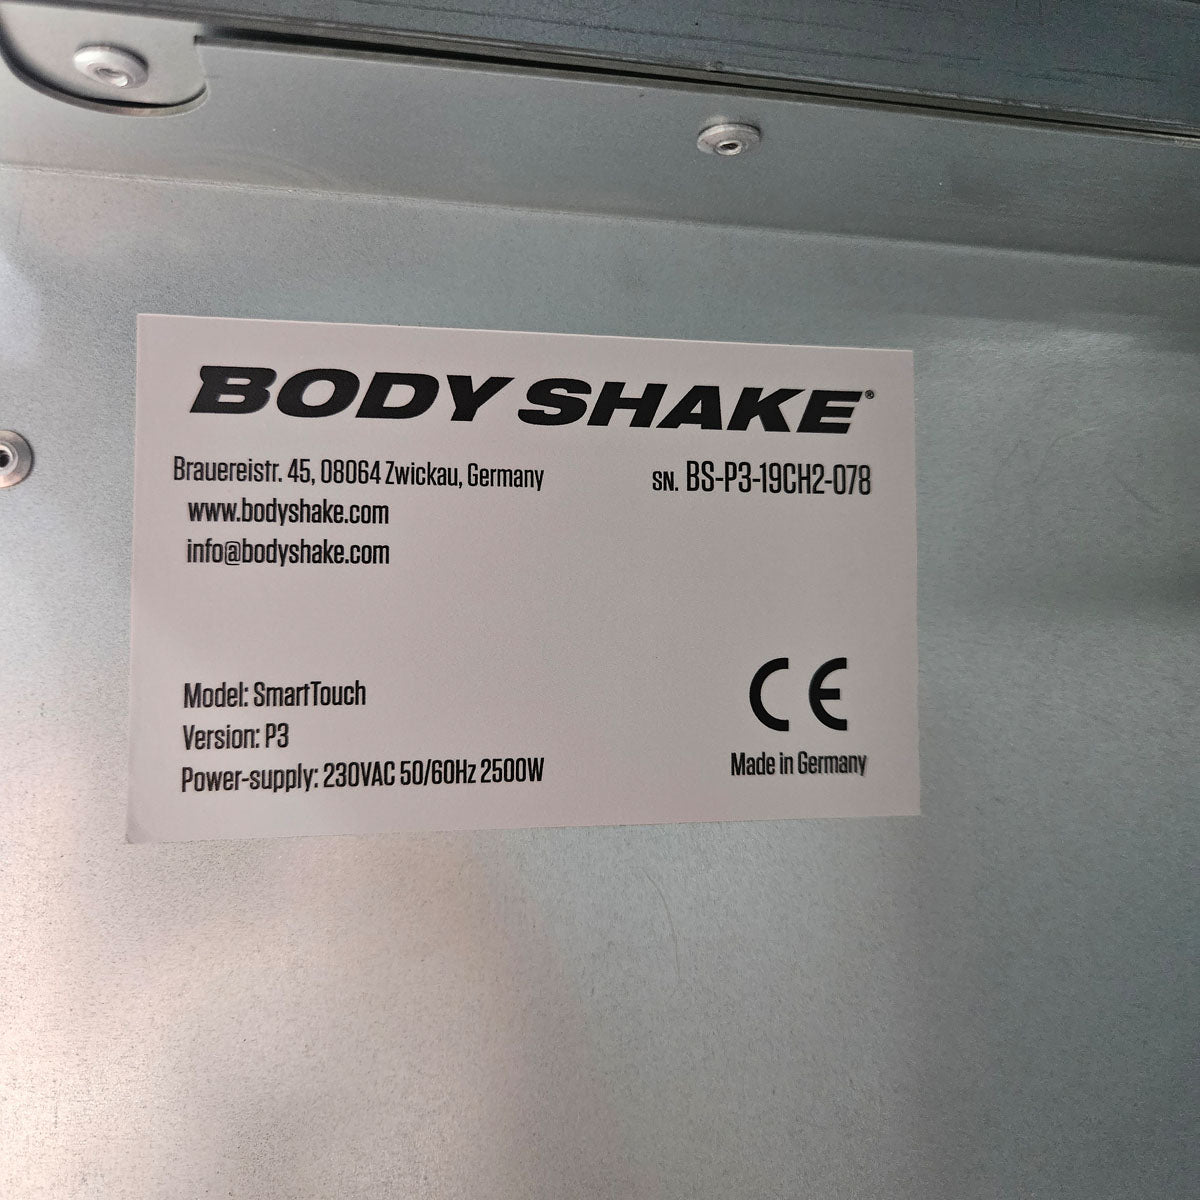 BODY SHAKE®
Brauereistr. 45, 08064 Zwickau, Germany
www.bodyshake.com
info@bodyshake.com
SN. BS-P3-19CH2-078
Model: SmartTouch
Version: P3
Power-supply: 230VAC 50/60Hz 2500W
CE
Made in Germany